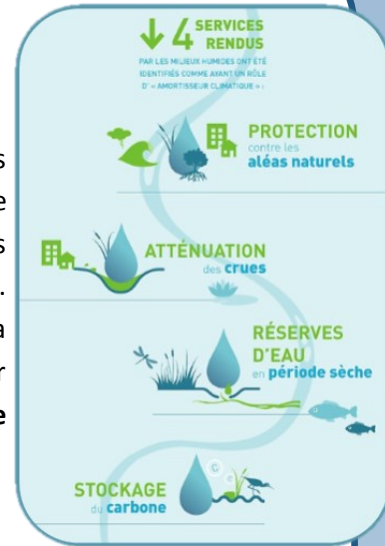 4 SERVICES
RENDUS
PAR LES MILIEUX HUMIDES ONT ÉTÉ
IDENTIFIÉS COMME AYANT UN RÔLE
D' « AMORTISSEUR CLIMATIQUE » :
PROTECTION
contre les
aléas naturels
ATTÉNUATION
des crues
RÉSERVES
D'EAU
en période sèche
STOCKAGE
du carbone